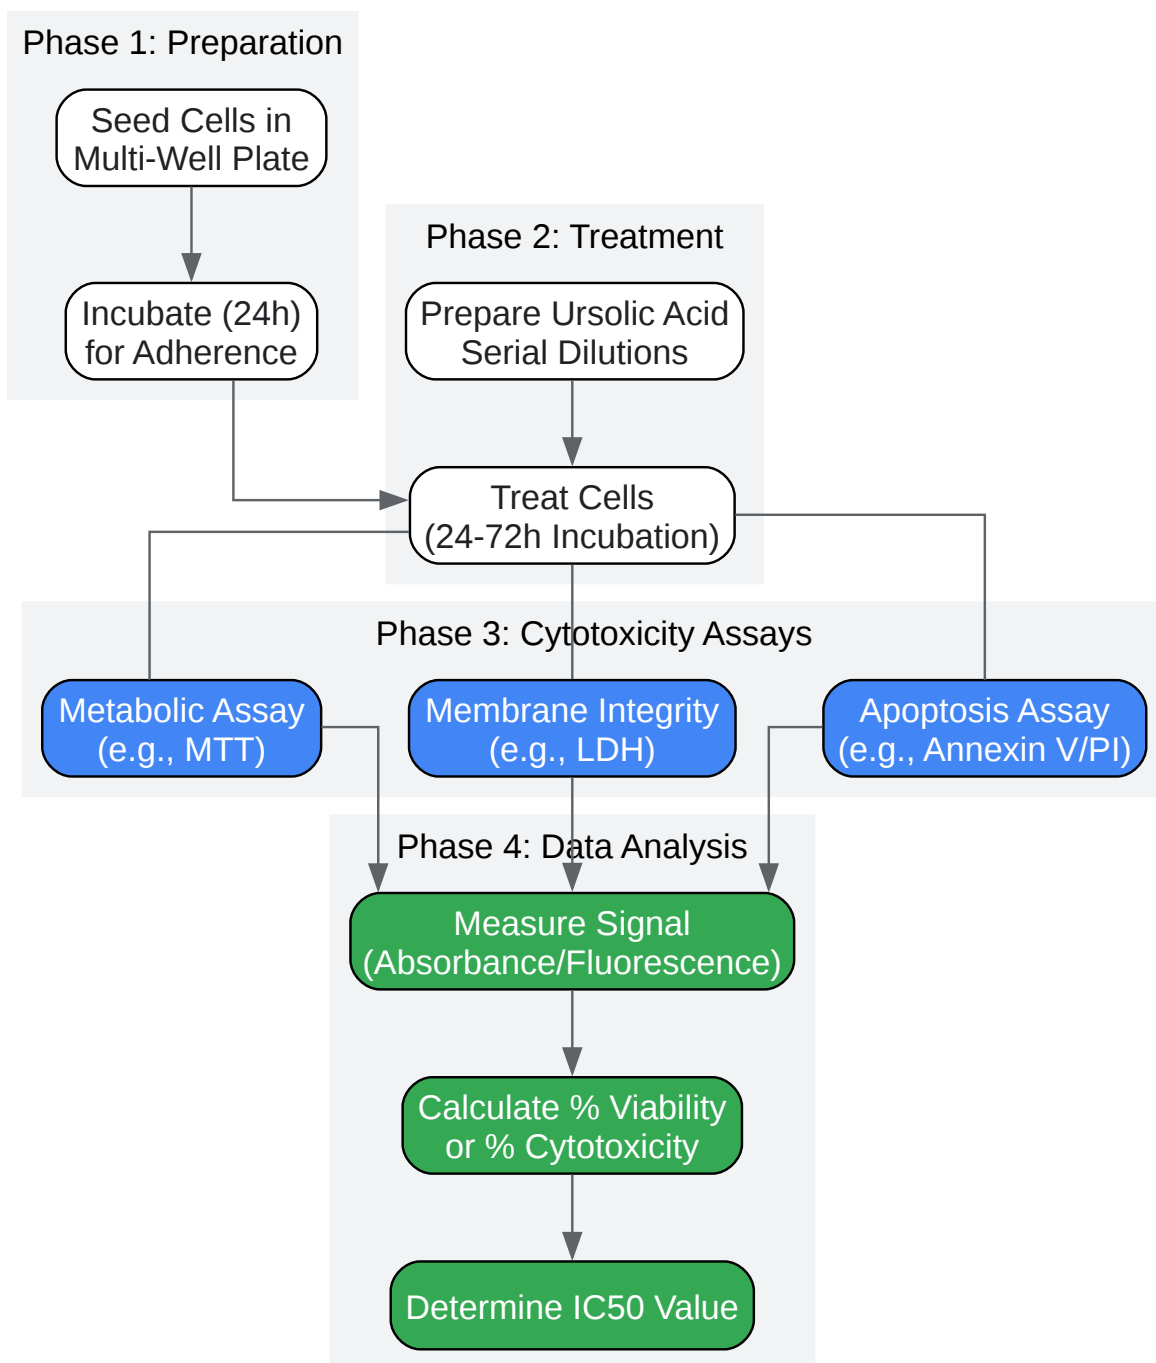 Phase 1: Preparation
Seed Cells in
Multi-Well Plate
Incubate (24h)
for Adherence
Phase 2: Treatment
Prepare Ursolic Acid
Serial Dilutions
Treat Cells
(24-72h Incubation)
Phase 3: Cytotoxicity Assays
Metabolic Assay
(e.g., MTT)
Membrane Integrity
(e.g., LDH)
Apoptosis Assay
(e.g., Annexin V/PI)
Phase 4: Data Analysis
Measure Signal
(Absorbance/Fluorescence)
Calculate % Viability
or % Cytotoxicity
Determine IC50 Value